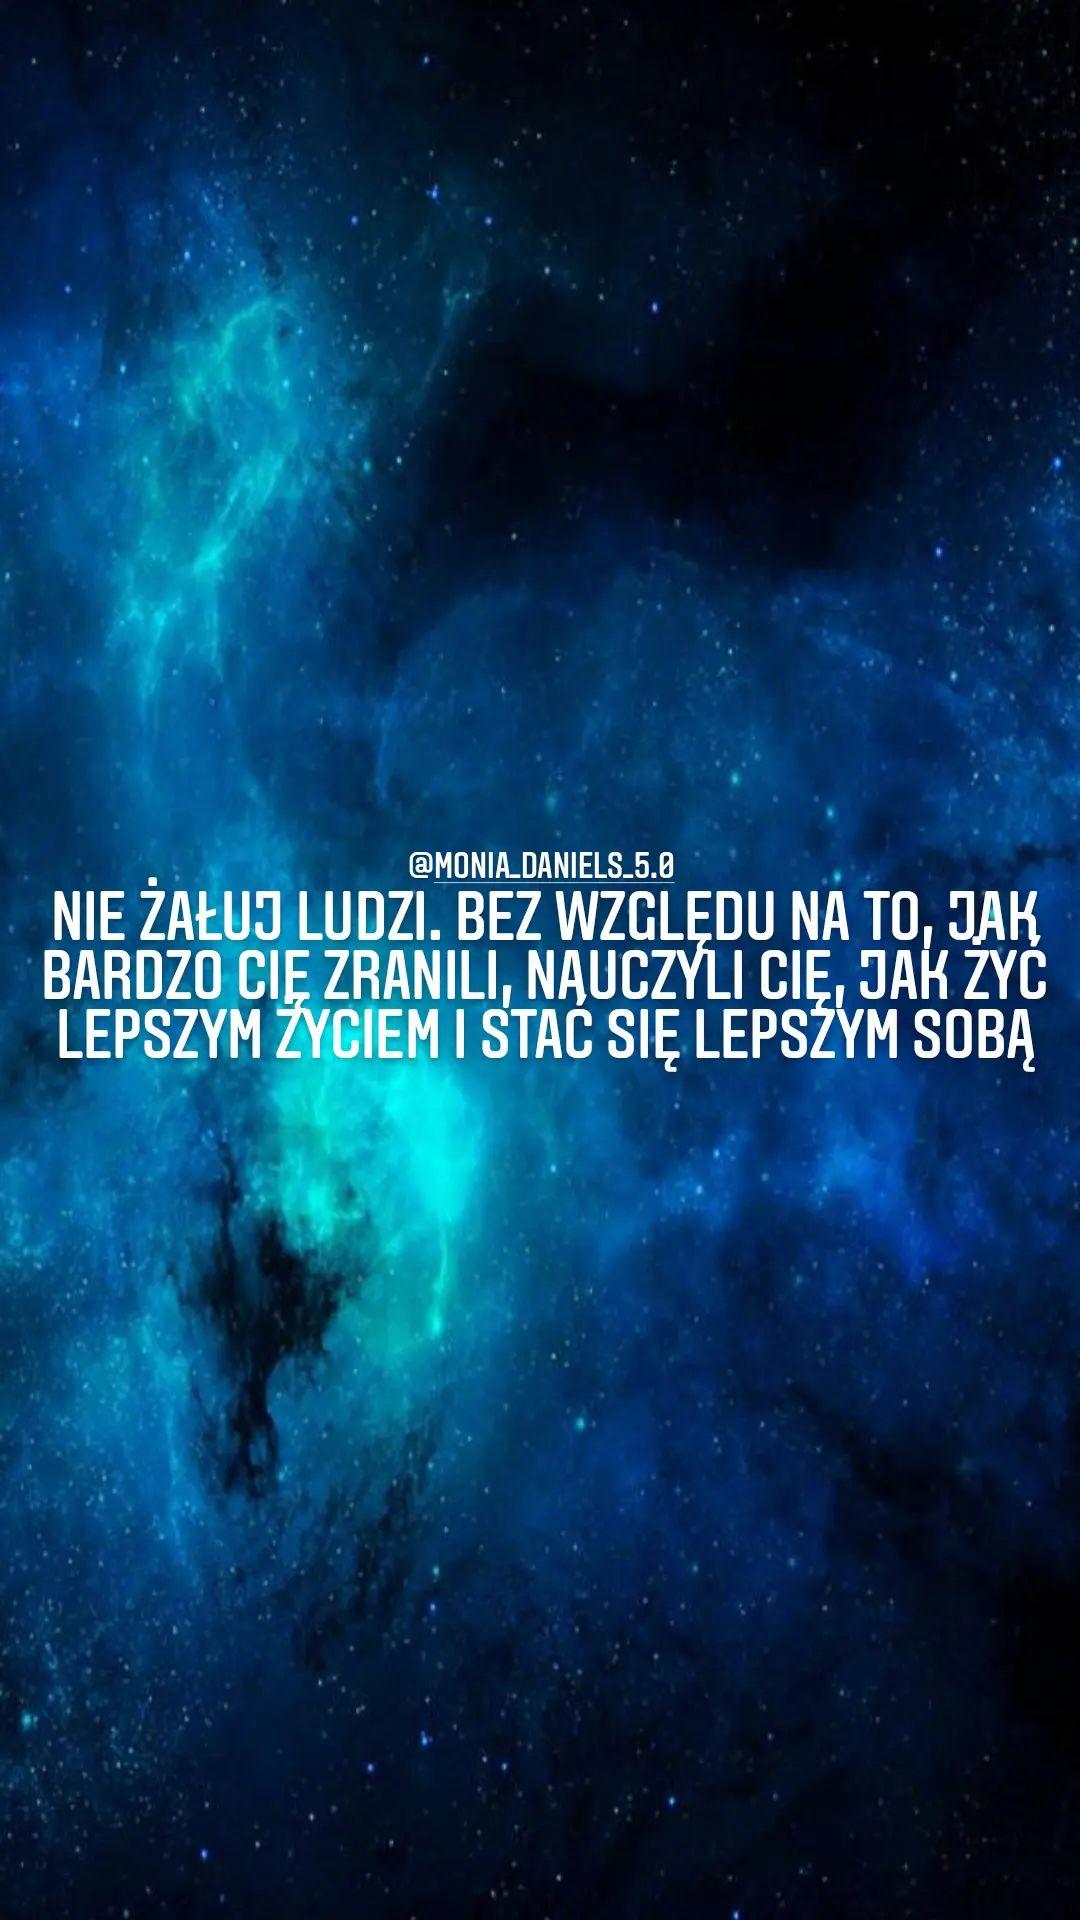 @MONIA_DANIELS_5.0
NIE ŻAŁUJ LUDZI. BEZ WZGLĘDU NA TO, JAK
BARDZO CIĘ ZRANILI, NAUCZYLI CIĘ, JAK ŻYĆ
LEPSZYM ŻYCIEM I STAĆ SIĘ LEPSZYM SOBĄ